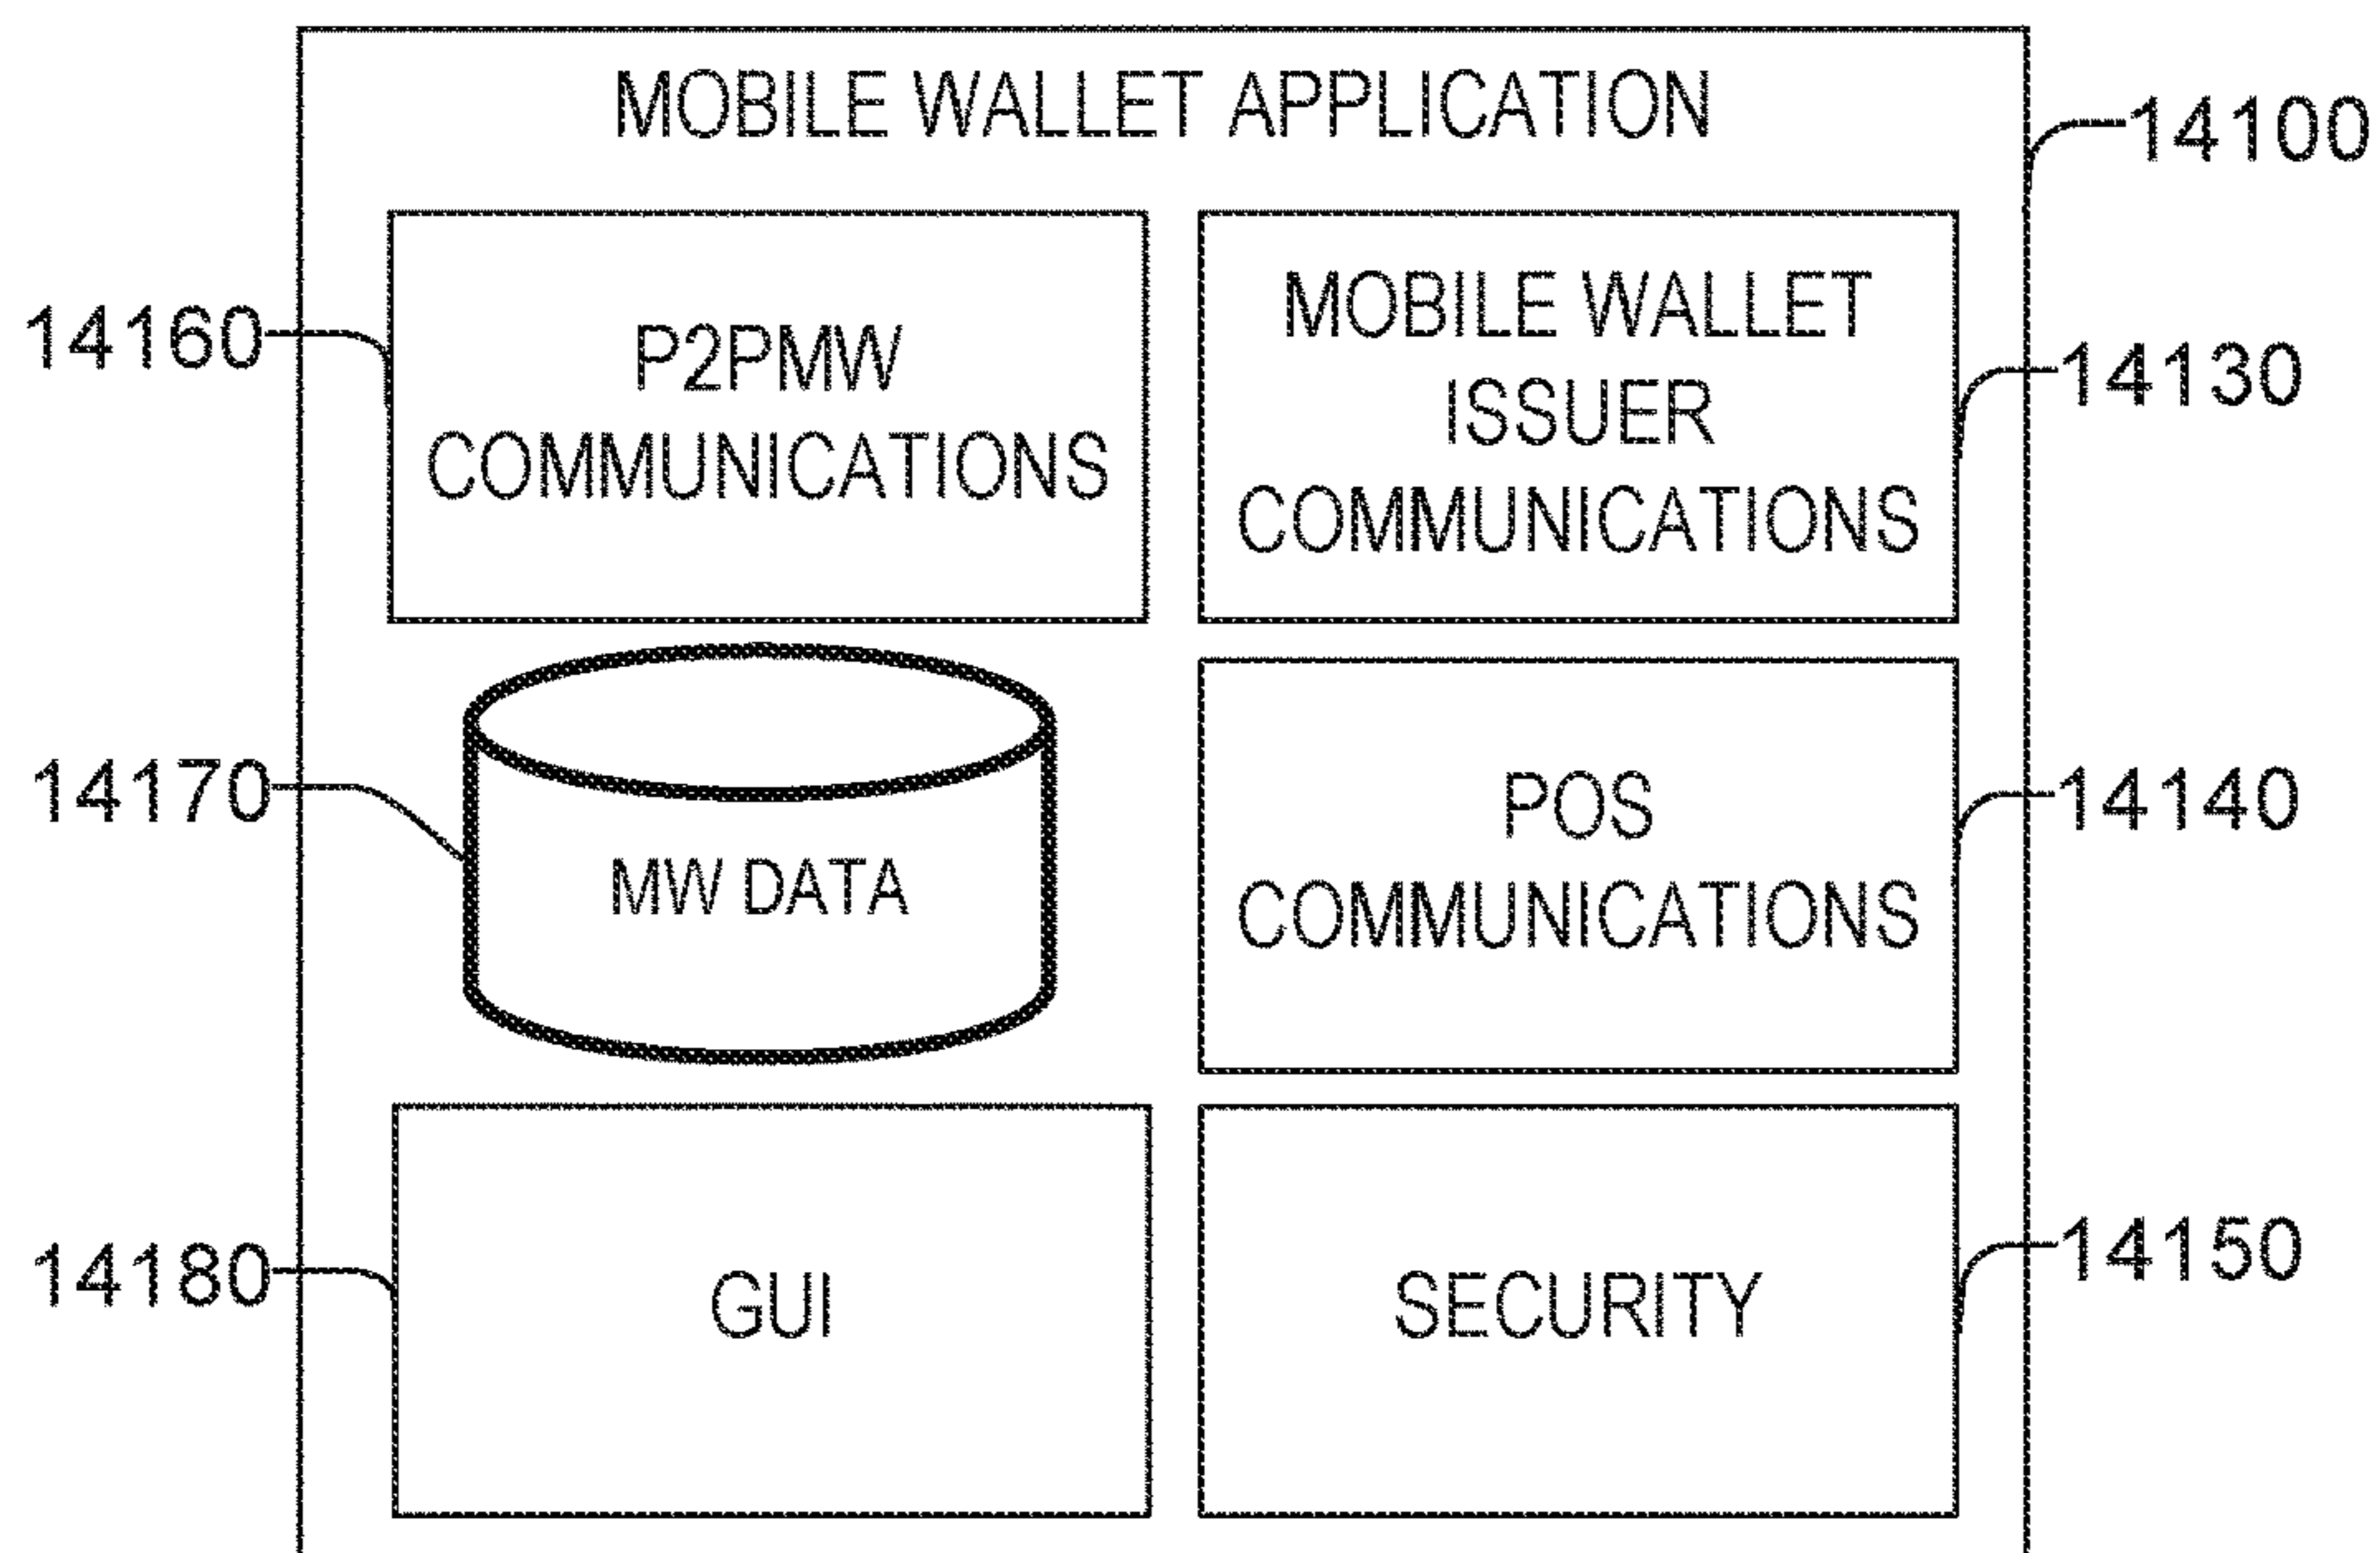 MOBILE WALLET APPLICATION
14100
14160
P2PMW
COMMUNICATIONS
MOBILE WALLET
ISSUER
COMMUNICATIONS
14130
14170
MW DATA
POS
COMMUNICATIONS
14140
14180
GUI
SECURITY
14150